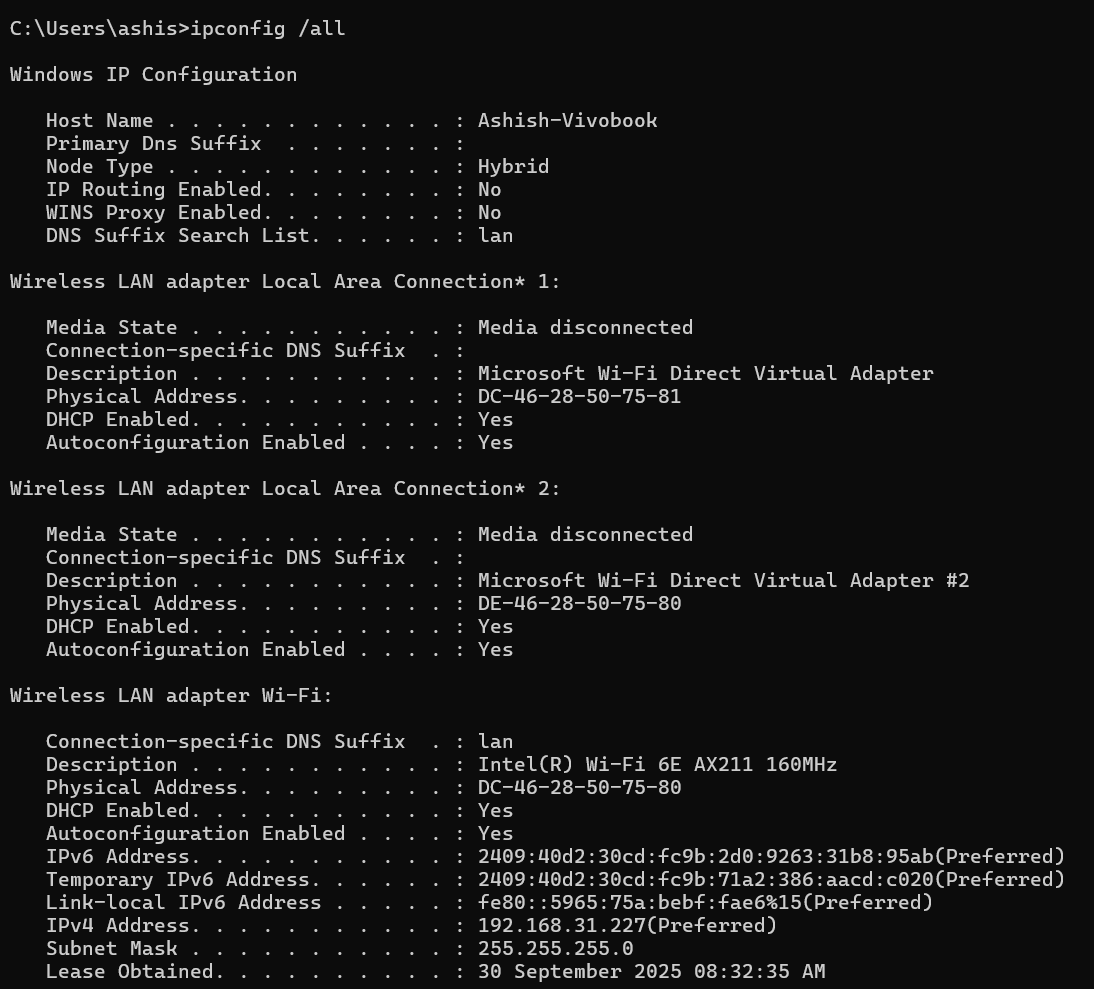 C:\Users\ashis>ipconfig /all
Windows IP Configuration
Host Name . . . . . . . . . . . . : Ashish-Vivobook
Primary Dns Suffix  . . . . . . . :
Node Type . . . . . . . . . . . . : Hybrid
IP Routing Enabled. . . . . . . . : No
WINS Proxy Enabled. . . . . . . . : No
DNS Suffix Search List. . . . . . : lan
Wireless LAN adapter Local Area Connection* 1:
Media State . . . . . . . . . . . : Media disconnected
Connection-specific DNS Suffix  . :
Description . . . . . . . . . . . : Microsoft Wi-Fi Direct Virtual Adapter
Physical Address. . . . . . . . . : DC-46-28-50-75-81
DHCP Enabled. . . . . . . . . . . : Yes
Autoconfiguration Enabled . . . . : Yes
Wireless LAN adapter Local Area Connection* 2:
Media State . . . . . . . . . . . : Media disconnected
Connection-specific DNS Suffix  . :
Description . . . . . . . . . . . : Microsoft Wi-Fi Direct Virtual Adapter #2
Physical Address. . . . . . . . . : DE-46-28-50-75-80
DHCP Enabled. . . . . . . . . . . : Yes
Autoconfiguration Enabled . . . . : Yes
Wireless LAN adapter Wi-Fi:
Connection-specific DNS Suffix  . : lan
Description . . . . . . . . . . . : Intel(R) Wi-Fi 6E AX211 160MHz
Physical Address. . . . . . . . . : DC-46-28-50-75-80
DHCP Enabled. . . . . . . . . . . : Yes
Autoconfiguration Enabled . . . . : Yes
IPv6 Address. . . . . . . . . . . : 2409:40d2:30cd:fc9b:2d0:9263:31b8:95ab(Preferred)
Temporary IPv6 Address. . . . . . : 2409:40d2:30cd:fc9b:71a2:386:aacd:c020(Preferred)
Link-local IPv6 Address . . . . . : fe80::5965:75a:bebf:fae6%15(Preferred)
IPv4 Address. . . . . . . . . . . : 192.168.31.227(Preferred)
Subnet Mask . . . . . . . . . . . : 255.255.255.0
Lease Obtained. . . . . . . . . . : 30 September 2025 08:32:35 AM